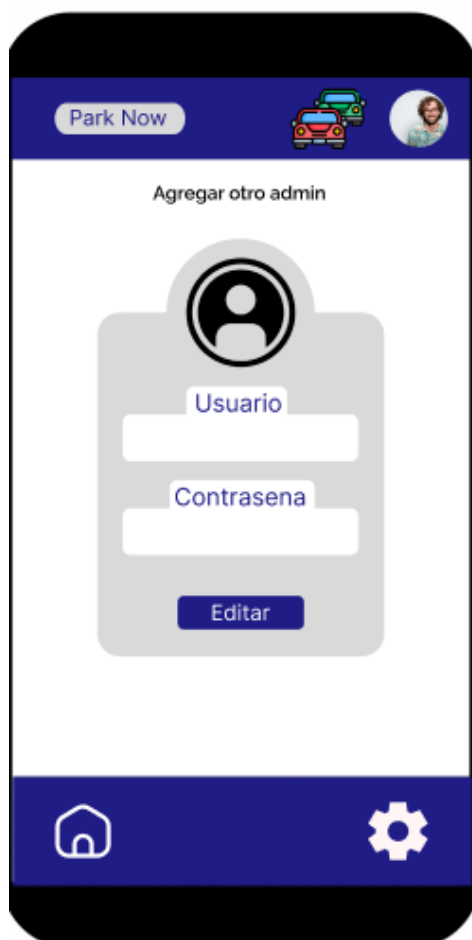 Park Now
Agregar otro admin
Usuario
Contrasena
Editar